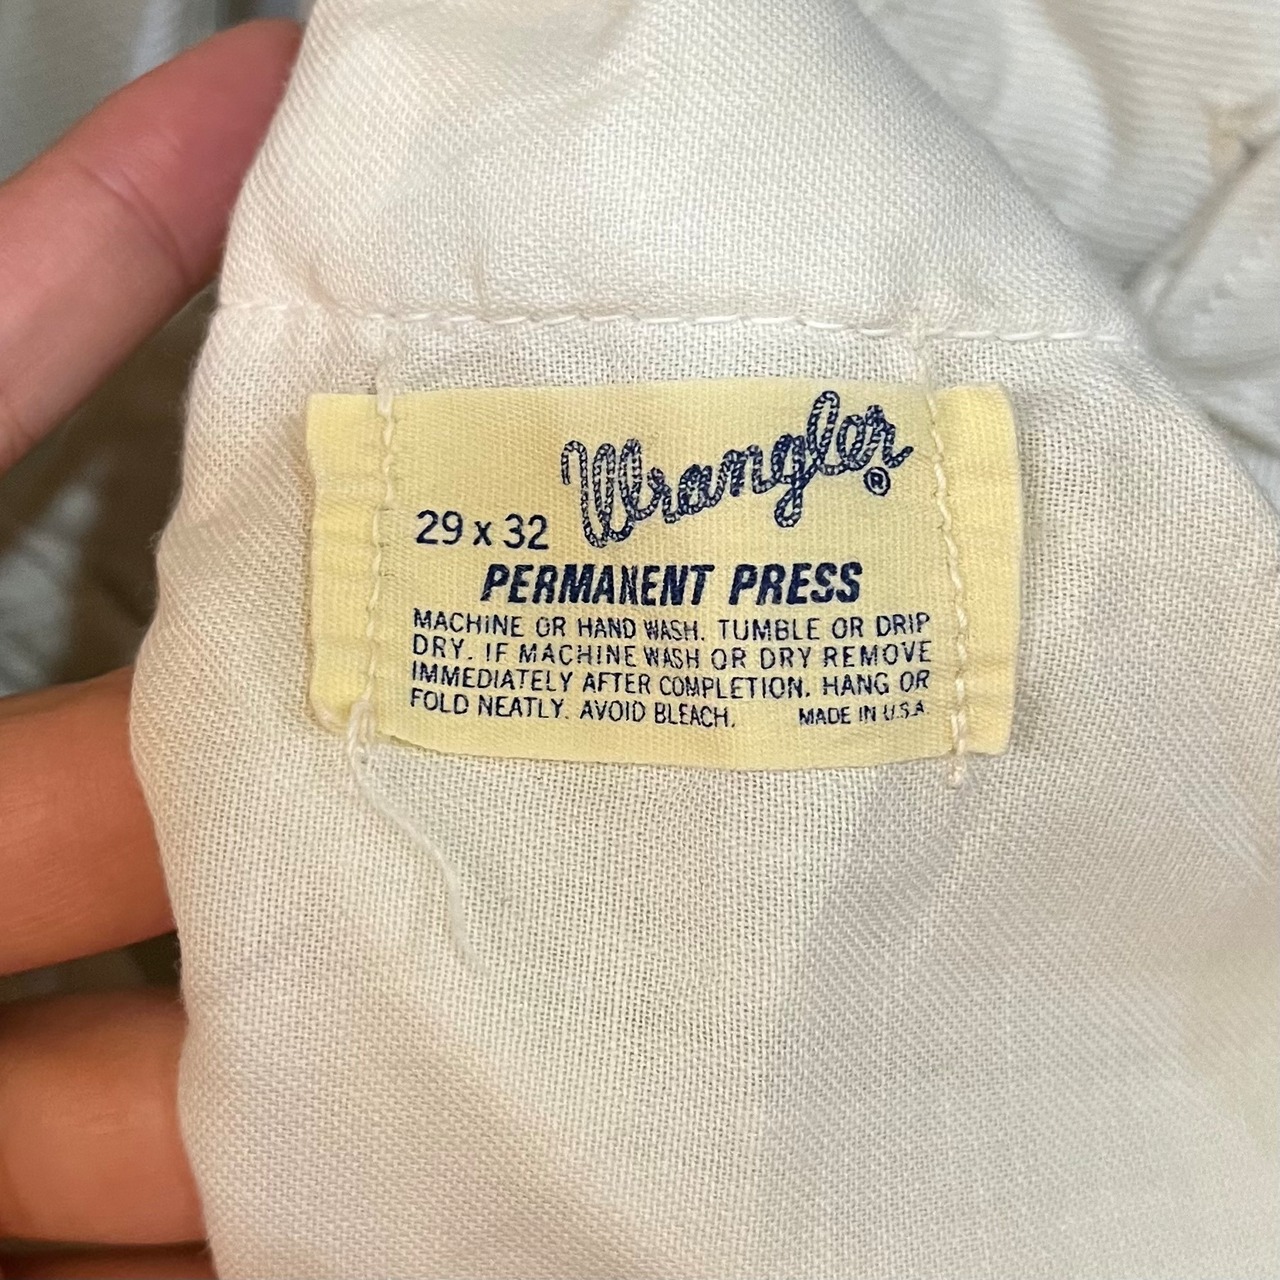 Wrangler®
29 x 32
PERMANENT PRESS
MACHINE OR HAND WASH. TUMBLE OR DRIP
DRY. IF MACHINE WASH OR DRY REMOVE
IMMEDIATELY AFTER COMPLETION. HANG OR
FOLD NEATLY. AVOID BLEACH. MADE IN U.S.A.